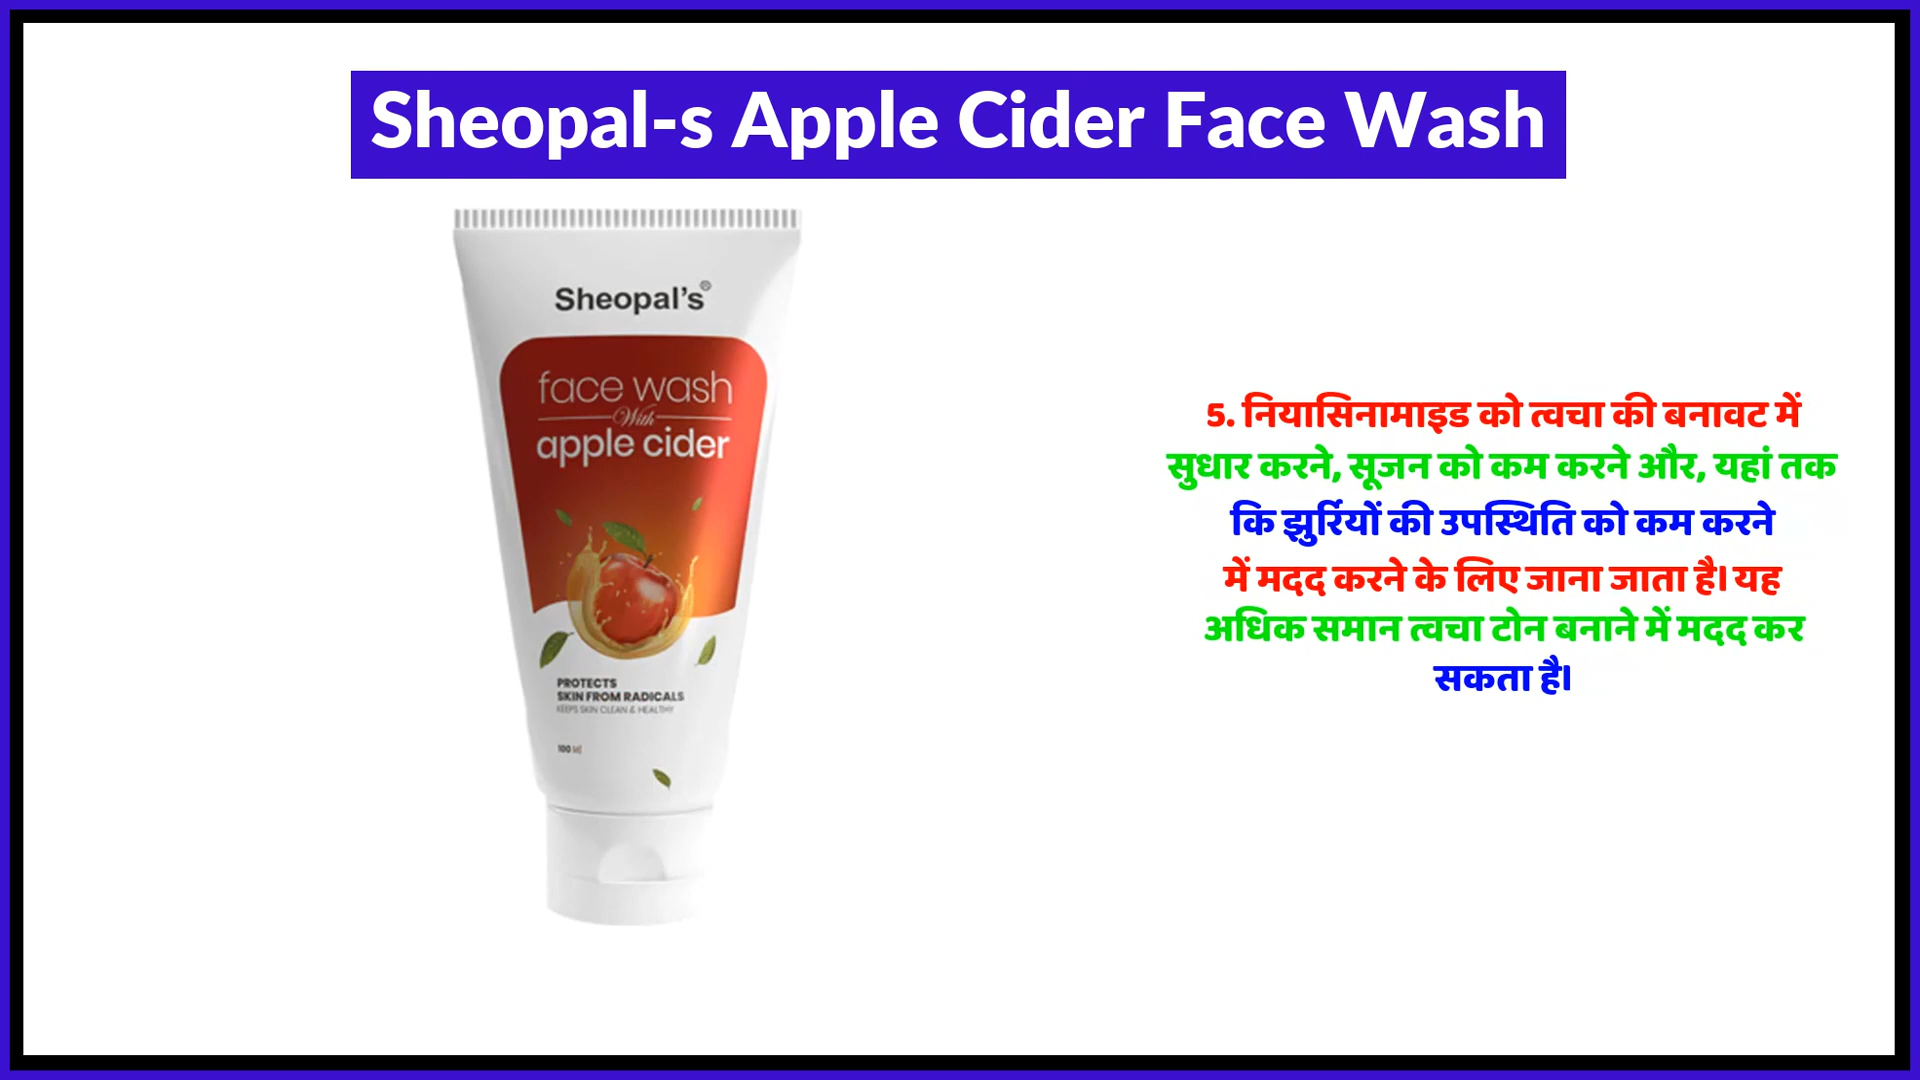 Sheopal-s Apple Cider Face Wash
Sheopal's®
face wash
With
apple cider
PROTECTS
SKIN FROM RADICALS
KEEPS SKIN CLEAN & HEALTHY
100 ml
5. नियासिनामाइड को त्वचा की बनावट में
सुधार करने, सूजन को कम करने और, यहां तक
कि झुर्रियों की उपस्थिति को कम करने
में मदद करने के लिए जाना जाता है। यह
अधिक समान त्वचा टोन बनाने में मदद कर
सकता है।